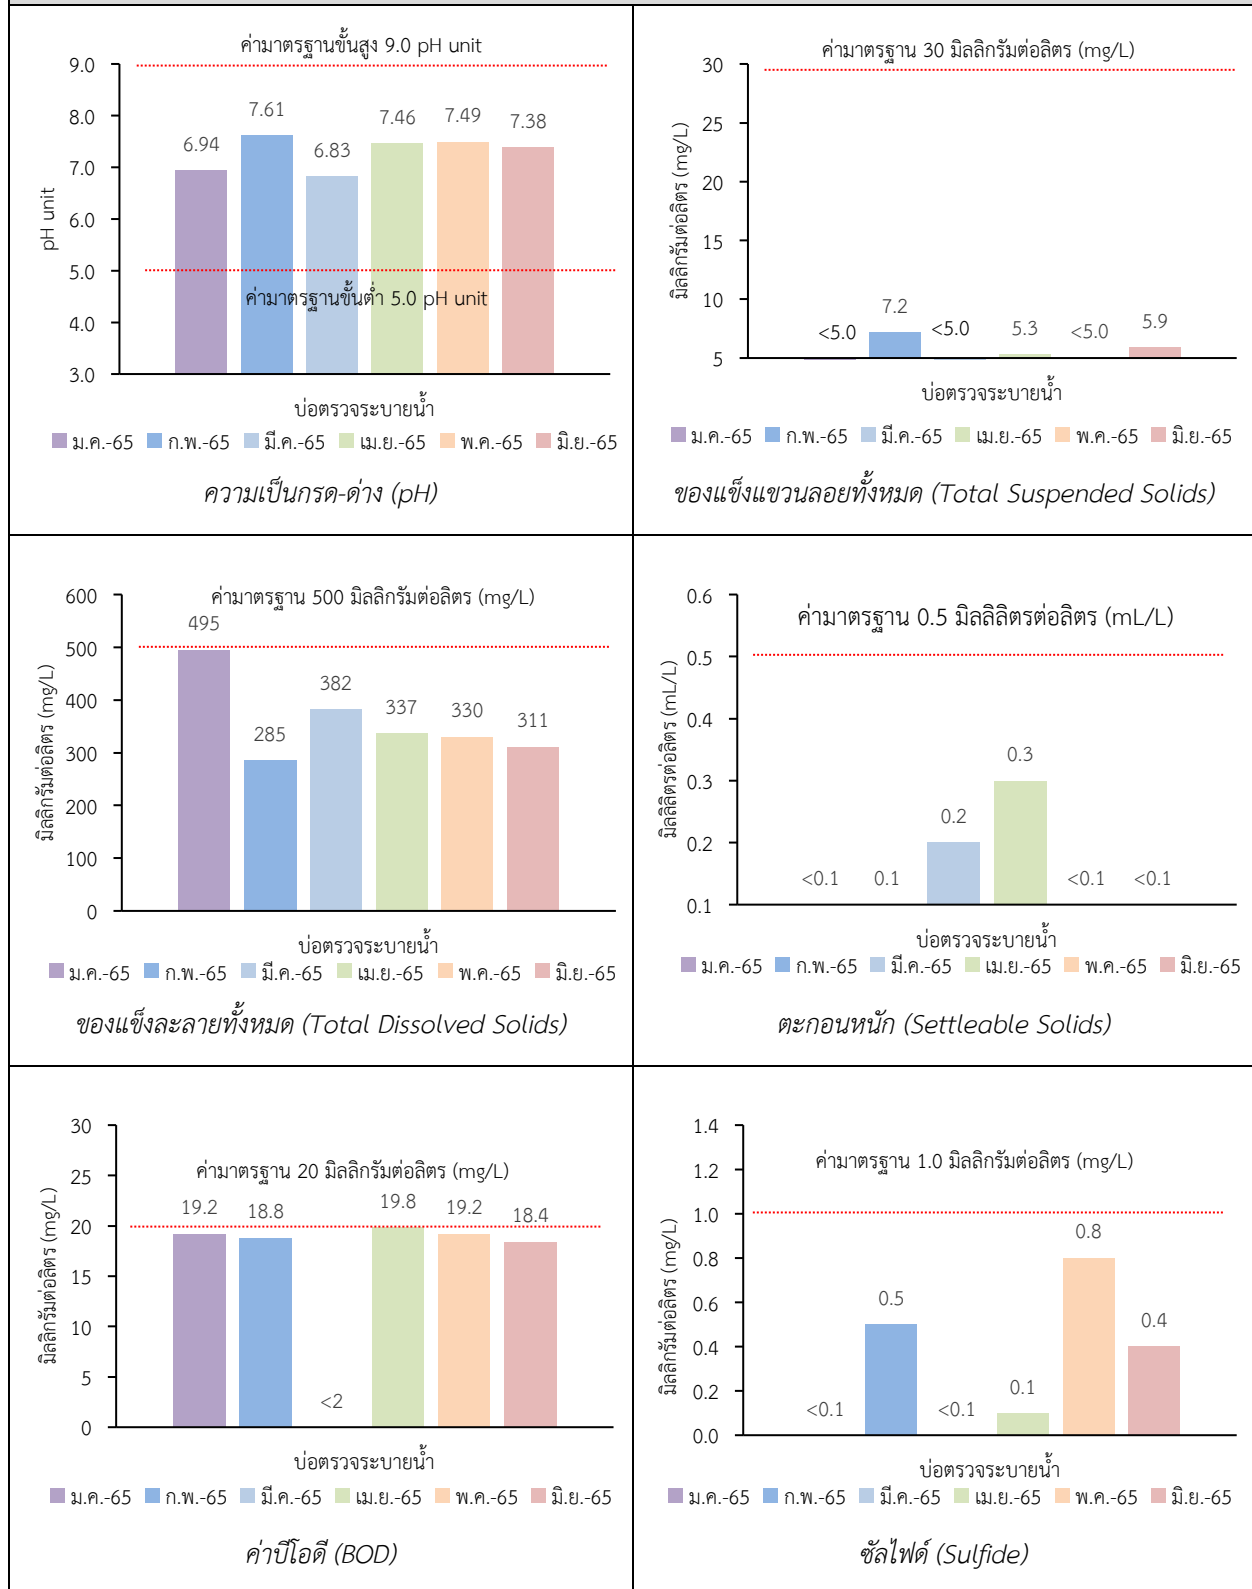 ค่ามาตรฐานขั้นสูง 9.0 pH unit
9.0
8.0
7.0
6.0
5.0
4.0
3.0
pH unit
6.94
7.61
6.83
7.46
7.49
7.38
ค่ามาตรฐานขั้นต่ำ 5.0 pH unit
บ่อตรวจระบายน้ำ
ม.ค.-65 ก.พ.-65 มี.ค.-65 เม.ย.-65 พ.ค.-65 มิ.ย.-65
ความเป็นกรด-ด่าง (pH)
ค่ามาตรฐาน 30 มิลลิกรัมต่อลิตร (mg/L)
30
25
20
15
10
5
มิลลิกรัมต่อลิตร (mg/L)
<5.0
7.2
<5.0
5.3
<5.0
5.9
บ่อตรวจระบายน้ำ
ม.ค.-65 ก.พ.-65 มี.ค.-65 เม.ย.-65 พ.ค.-65 มิ.ย.-65
ของแข็งแขวนลอยทั้งหมด (Total Suspended Solids)
ค่ามาตรฐาน 500 มิลลิกรัมต่อลิตร (mg/L)
600
500
400
300
200
100
0
มิลลิกรัมต่อลิตร (mg/L)
495
285
382
337
330
311
บ่อตรวจระบายน้ำ
ม.ค.-65 ก.พ.-65 มี.ค.-65 เม.ย.-65 พ.ค.-65 มิ.ย.-65
ของแข็งละลายทั้งหมด (Total Dissolved Solids)
ค่ามาตรฐาน 0.5 มิลลิลิตรต่อลิตร (mL/L)
0.6
0.5
0.4
0.3
0.2
0.1
มิลลิลิตรต่อลิตร (mL/L)
<0.1
0.1
0.2
0.3
<0.1
<0.1
บ่อตรวจระบายน้ำ
ม.ค.-65 ก.พ.-65 มี.ค.-65 เม.ย.-65 พ.ค.-65 มิ.ย.-65
ตะกอนหนัก (Settleable Solids)
ค่ามาตรฐาน 20 มิลลิกรัมต่อลิตร (mg/L)
30
25
20
15
10
5
0
มิลลิกรัมต่อลิตร (mg/L)
19.2
18.8
<2
19.8
19.2
18.4
บ่อตรวจระบายน้ำ
ม.ค.-65 ก.พ.-65 มี.ค.-65 เม.ย.-65 พ.ค.-65 มิ.ย.-65
ค่าบีโอดี (BOD)
ค่ามาตรฐาน 1.0 มิลลิกรัมต่อลิตร (mg/L)
1.4
1.2
1.0
0.8
0.6
0.4
0.2
0.0
มิลลิกรัมต่อลิตร (mg/L)
<0.1
0.5
<0.1
0.1
0.8
0.4
บ่อตรวจระบายน้ำ
ม.ค.-65 ก.พ.-65 มี.ค.-65 เม.ย.-65 พ.ค.-65 มิ.ย.-65
ซัลไฟด์ (Sulfide)